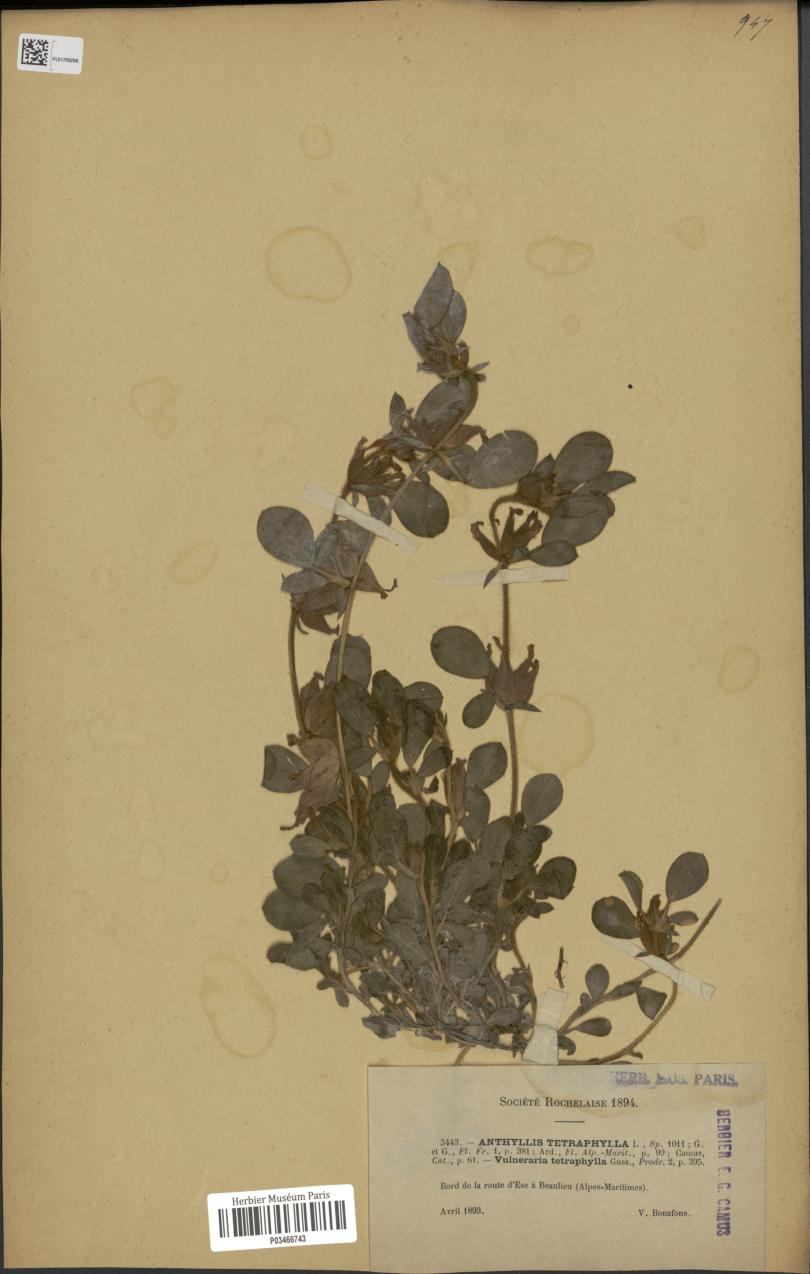 947
HERB. MUS. PARIS.
SOCIÉTÉ ROCHELAISE 1894.
3443. — ANTHYLLIS TETRAPHYLLA L., Sp. 1011 ; G.
et G., Fl. Fr. 1, p. 381 ; Ard., Fl. Alp.-Marit., p. 99 ; Camus,
Cat., p. 61. — Vulneraria tetraphylla Guss., Prodr. 2, p. 395.
Bord de la route d'Ese à Beaulieu (Alpes-Maritimes).
Avril 1893. V. Bonafons.
HERBIER E. G. CAMUS
Herbier Muséum Paris
P03466743